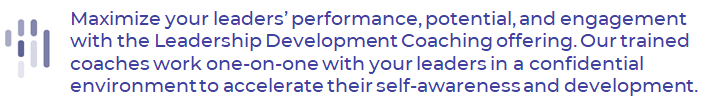 Maximize your leaders' performance, potential, and engagement
with the Leadership Development Coaching offering. Our trained
coaches work one-on-one with your leaders in a confidential
environment to accelerate their self-awareness and development.